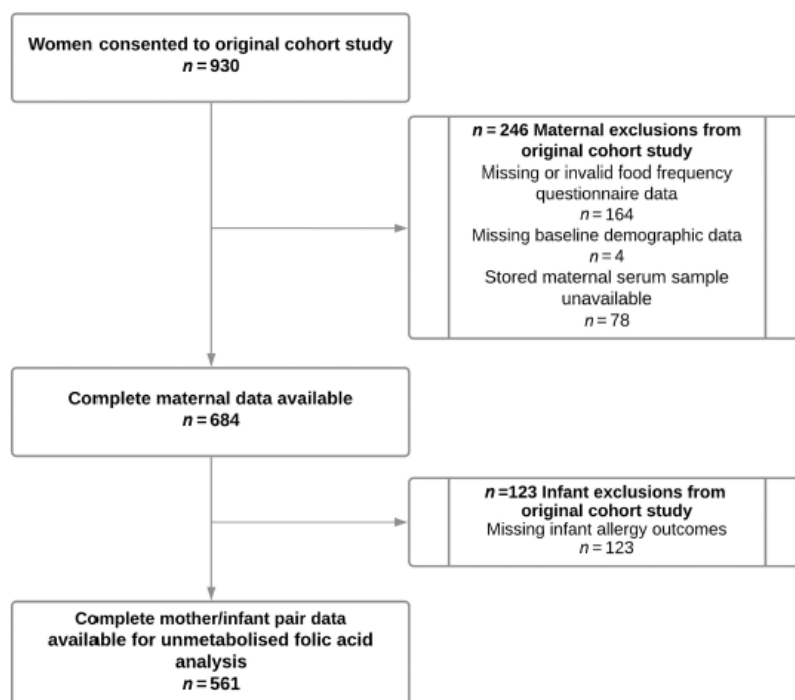 Women consented to original cohort study
n = 930
n = 246 Maternal exclusions from
original cohort study
Missing or invalid food frequency
questionnaire data
n = 164
Missing baseline demographic data
n = 4
Stored maternal serum sample
unavailable
n = 78
Complete maternal data available
n = 684
n =123 Infant exclusions from
original cohort study
Missing infant allergy outcomes
n = 123
Complete mother/infant pair data
available for unmetabolised folic acid
analysis
n = 561